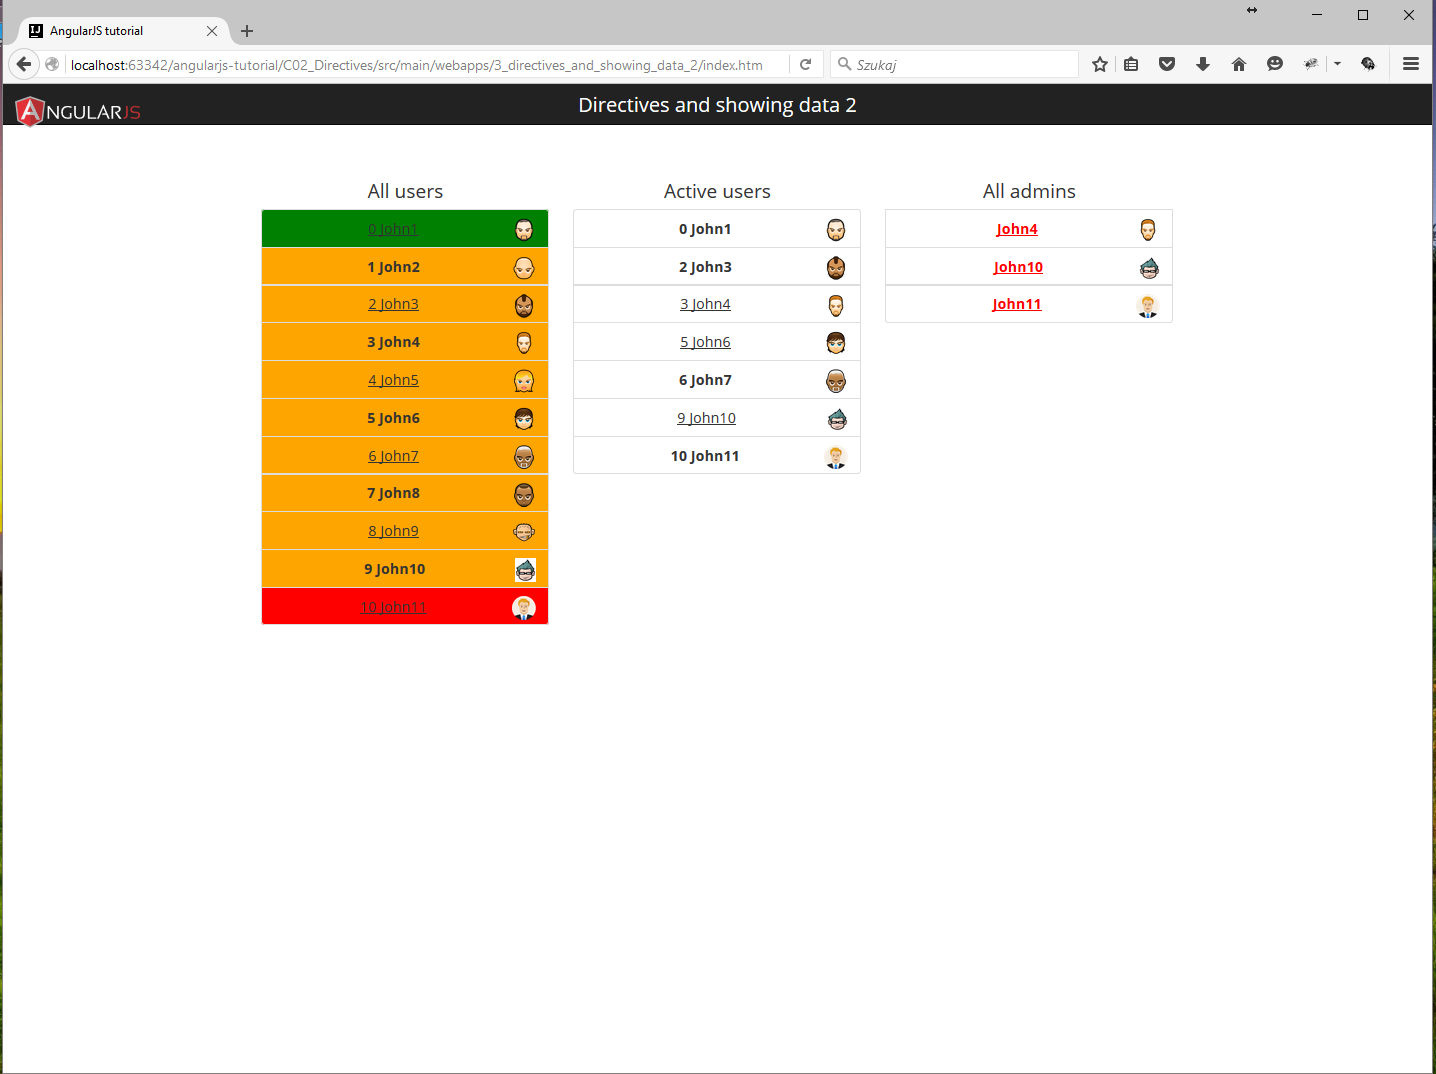 AngularJS tutorial
localhost:63342/angularjs-tutorial/C02_Directives/src/main/webapps/3_directives_and_showing_data_2/index.htm
Szukaj
ANGULARJS
Directives and showing data 2
All users
0 John1
1 John2
2 John3
3 John4
4 John5
5 John6
6 John7
7 John8
8 John9
9 John10
10 John11
Active users
0 John1
2 John3
3 John4
5 John6
6 John7
9 John10
10 John11
All admins
John4
John10
John11